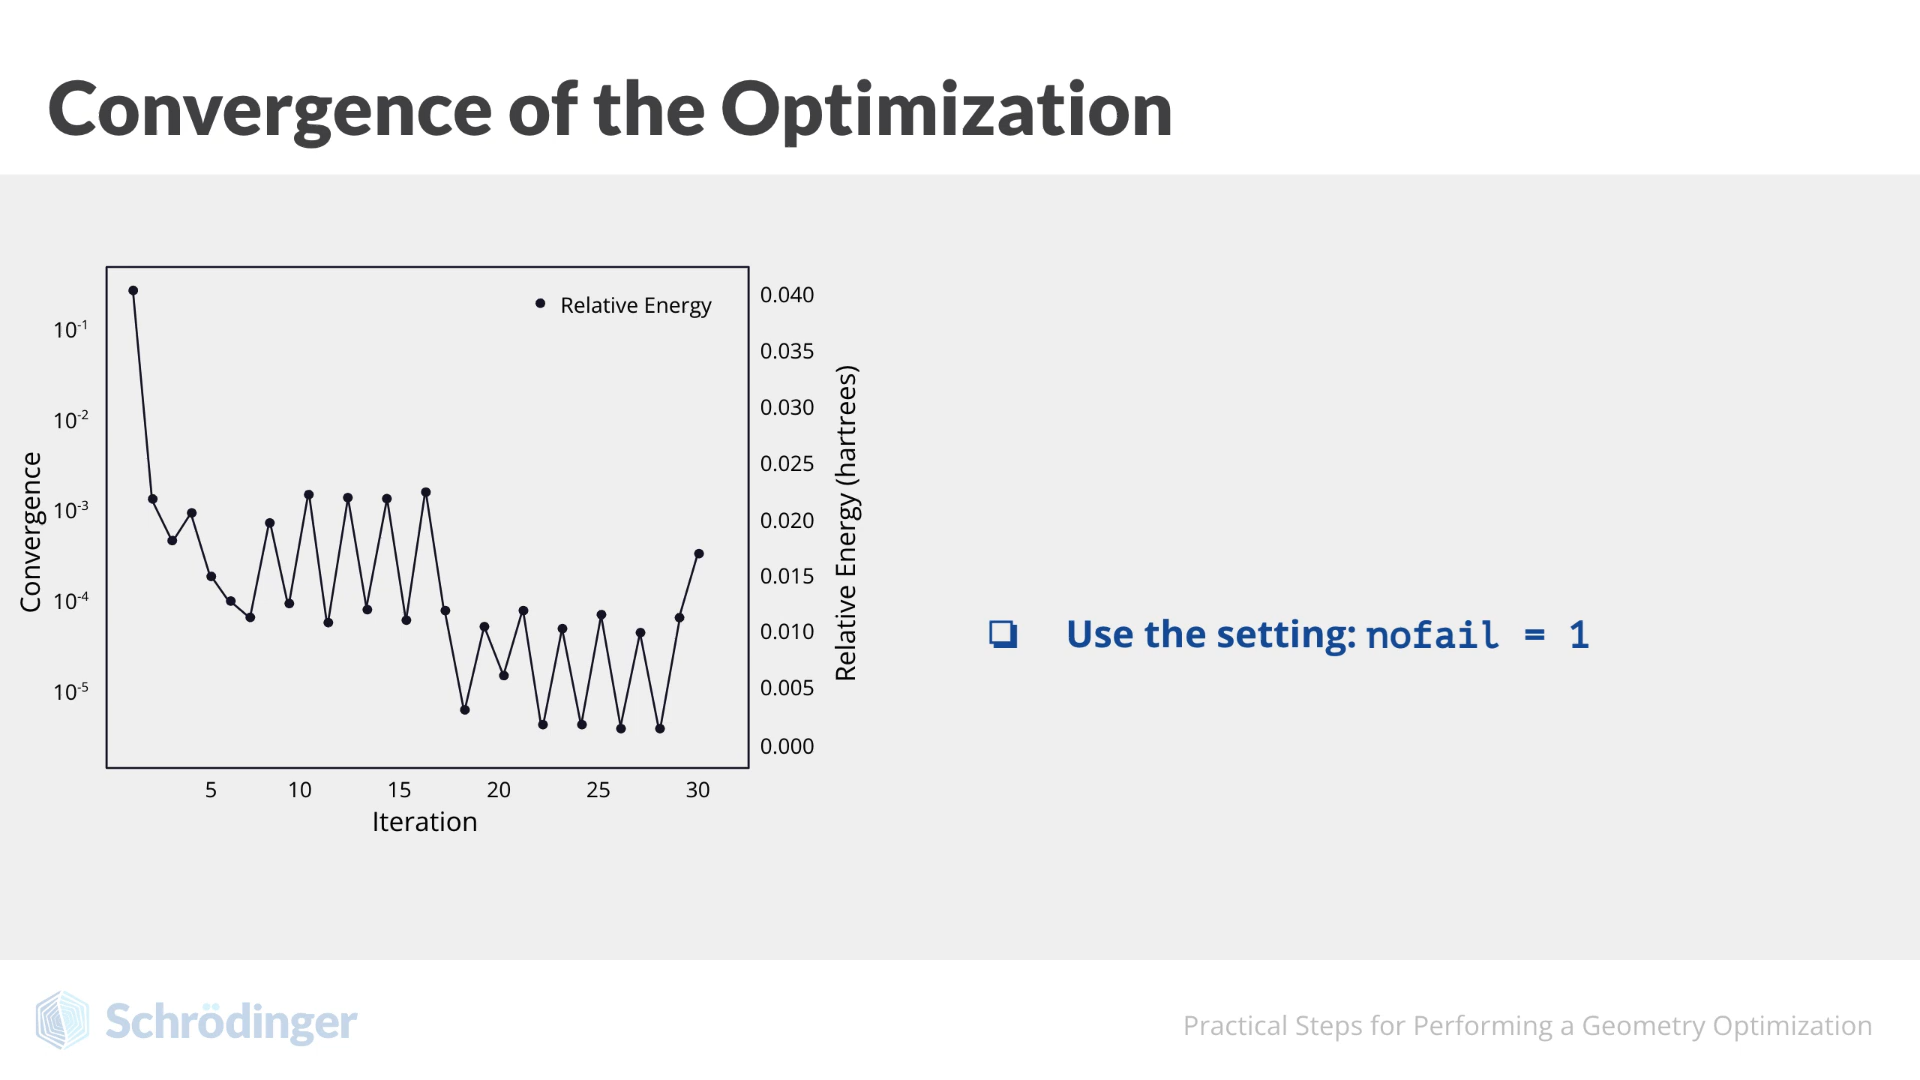 Convergence of the Optimization
Relative Energy
10-1
10-2
10-3
10-4
10-5
Convergence
0.040
0.035
0.030
0.025
0.020
0.015
0.010
0.005
0.000
Relative Energy (hartrees)
5 10 15 20 25 30
Iteration
❏ Use the setting: nofail = 1
Schrödinger
Practical Steps for Performing a Geometry Optimization